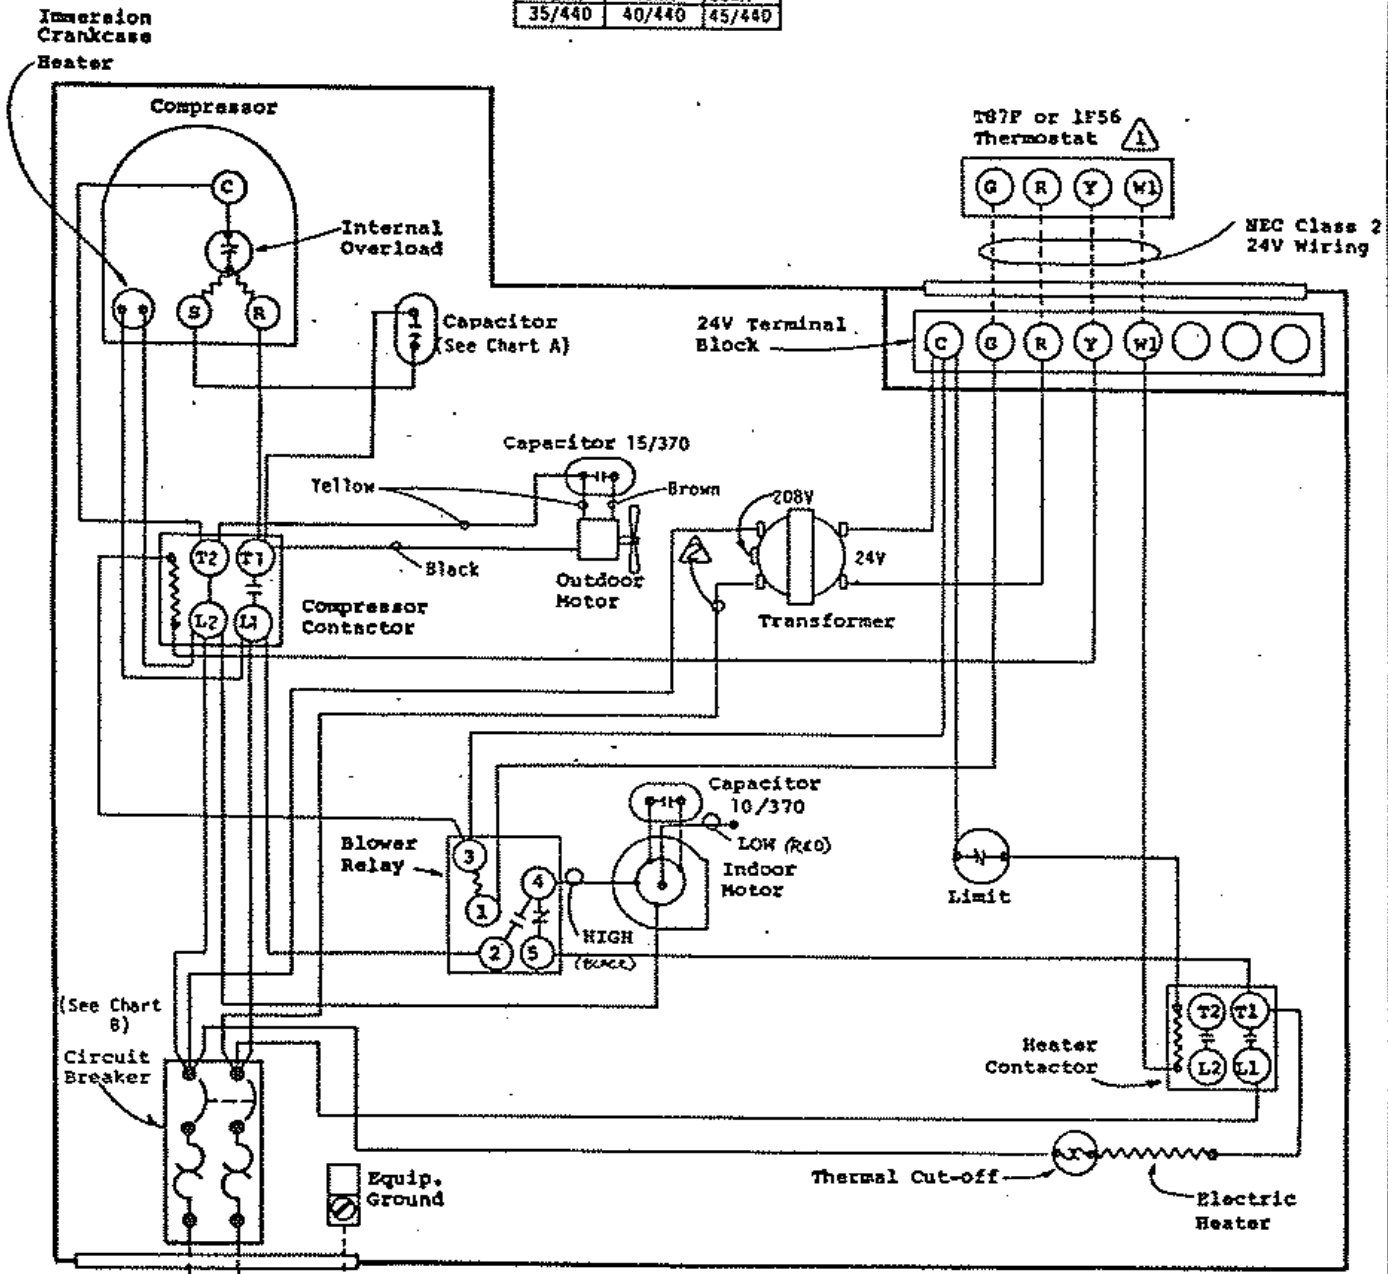 35/440 40/440 45/440
Immersion
Crankcase
Heater
Compressor
C
Internal
Overload
S
R
1
2
Capacitor
(See Chart A)
T87F or 1F56
Thermostat
1
G R Y W1
NEC Class 2
24V Wiring
24V Terminal
Block
C G R Y W1
Capacitor 15/370
Yellow
Brown
208V
2
24V
Transformer
Black
Outdoor
Motor
T2 T1
L2 L1
Compressor
Contactor
Capacitor
10/370
LOW (RED)
Indoor
Motor
Blower
Relay
3
4
1
2
5
HIGH
(BLACK)
Limit
(See Chart
B)
Circuit
Breaker
Heater
Contactor
T2 T1
L2 L1
Equip.
Ground
Thermal Cut-off
Electric
Heater